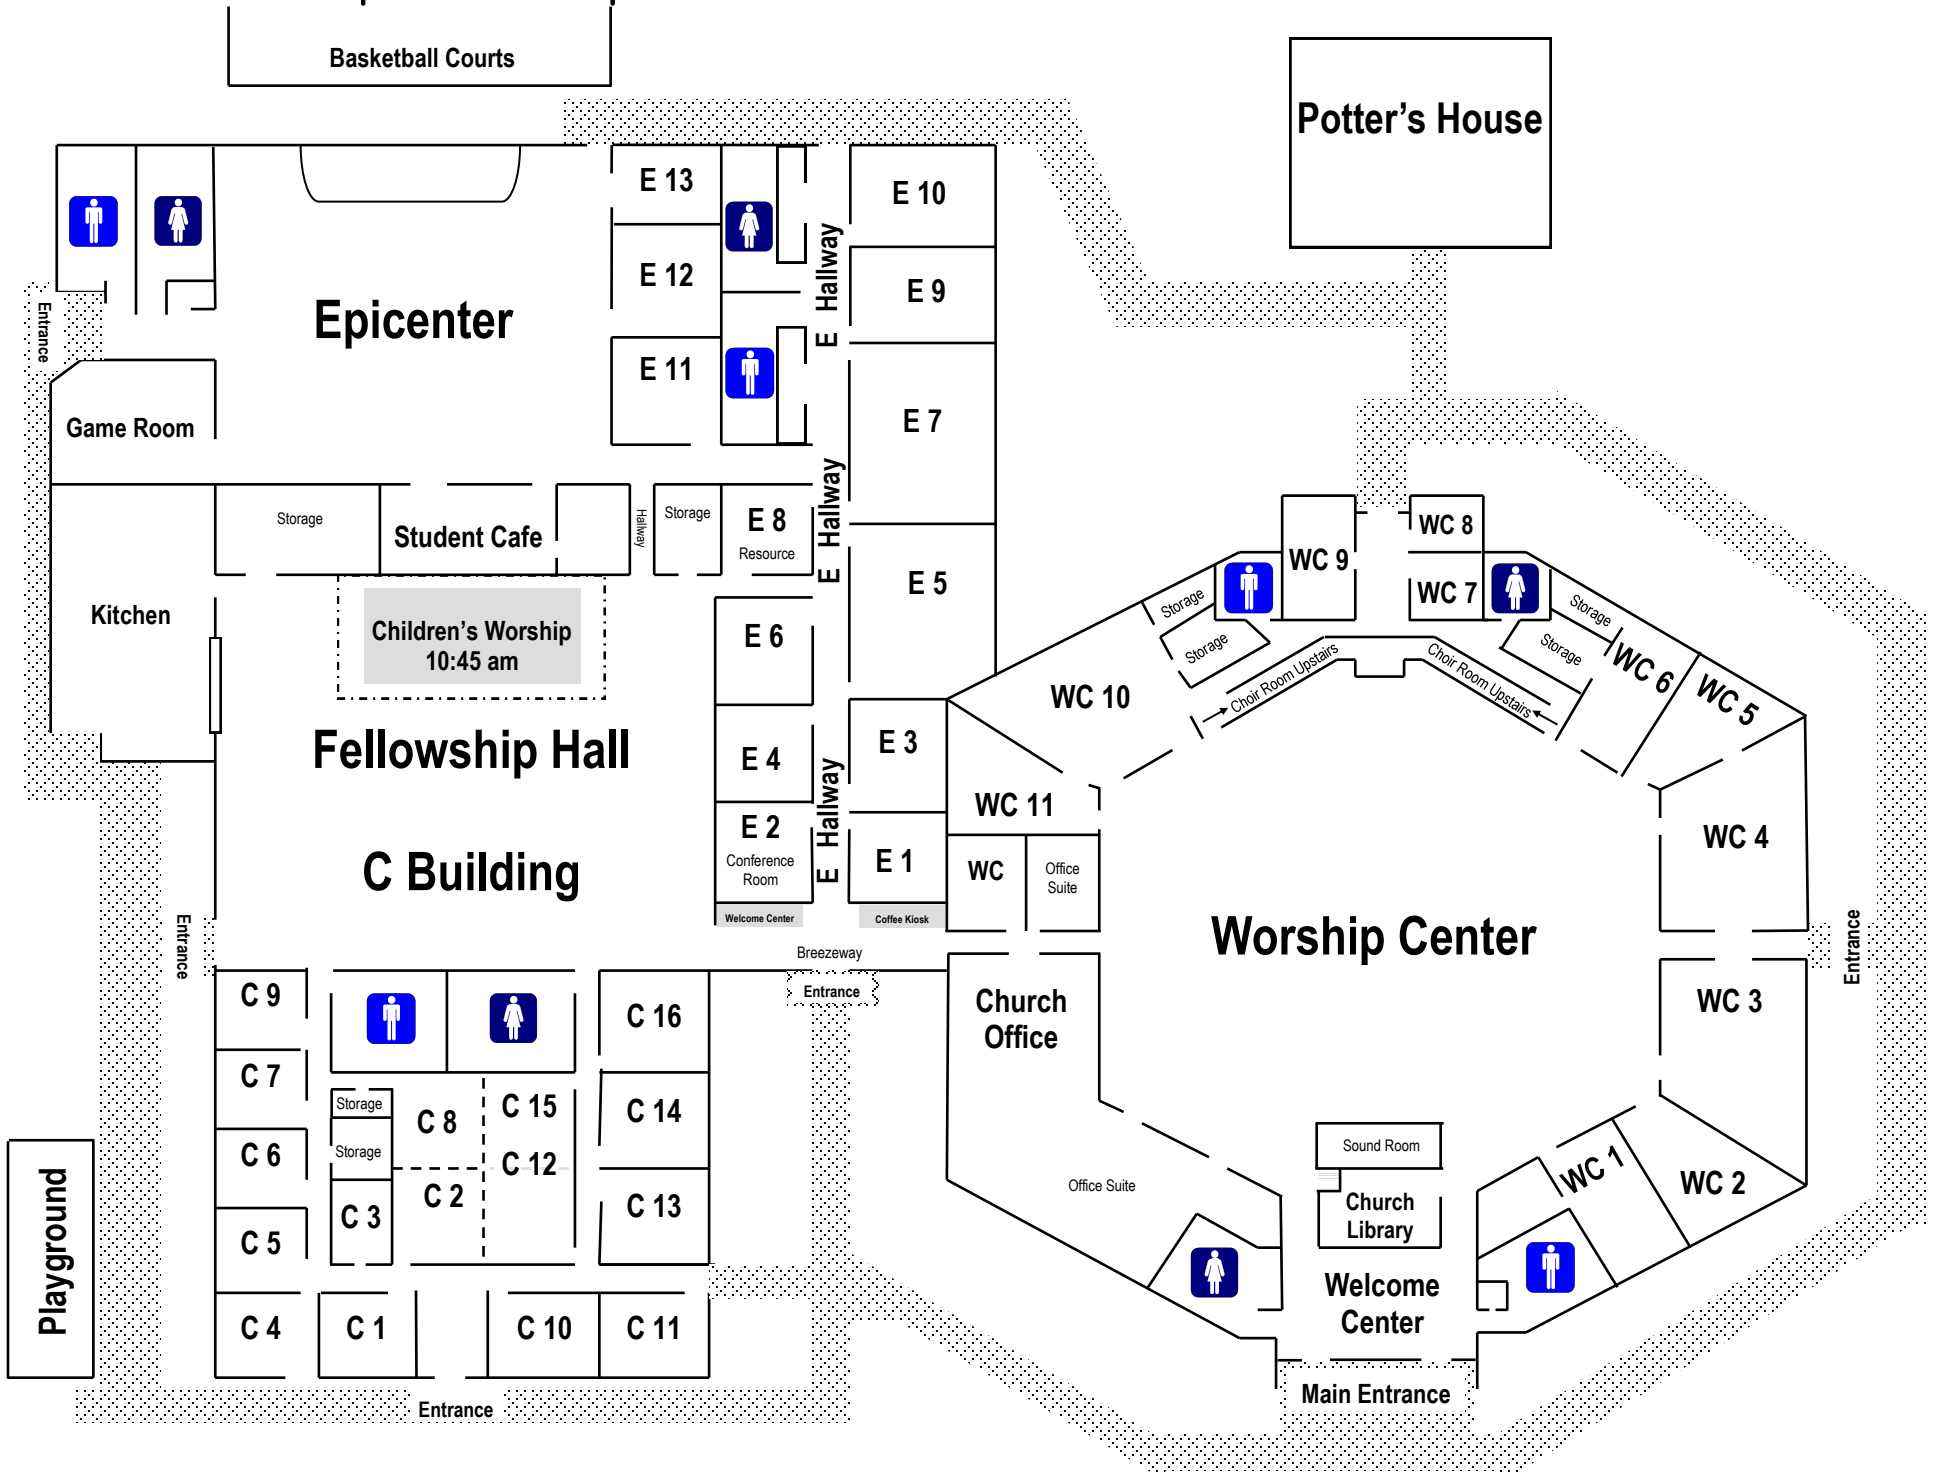 Basketball Courts
Potter's House
E 13
E 10
E 12
E 9
E 11
E 7
Hallway
E
Entrance
Epicenter
Game Room
Storage
Student Cafe
Hallway
Storage
E 8
Resource
Hallway
E
E 5
Kitchen
Children's Worship
10:45 am
E 6
Fellowship Hall
E 4
E 3
E 2
Conference
Room
Hallway
E
E 1
C Building
Welcome Center
Coffee Kiosk
Breezeway
Entrance
Entrance
WC 8
WC 9
WC 7
Storage
Storage
Storage
Storage
Choir Room Upstairs
Choir Room Upstairs
WC 10
WC 6
WC 5
WC 11
WC 4
WC
Office
Suite
Worship Center
Entrance
Church
Office
WC 3
C 9
C 16
C 7
Storage
C 8
C 15
C 14
C 6
Storage
C 12
C 2
C 3
C 13
C 5
Playground
C 4
C 1
C 10
C 11
Entrance
Sound Room
WC 1
WC 2
Office Suite
Church
Library
Welcome
Center
Main Entrance